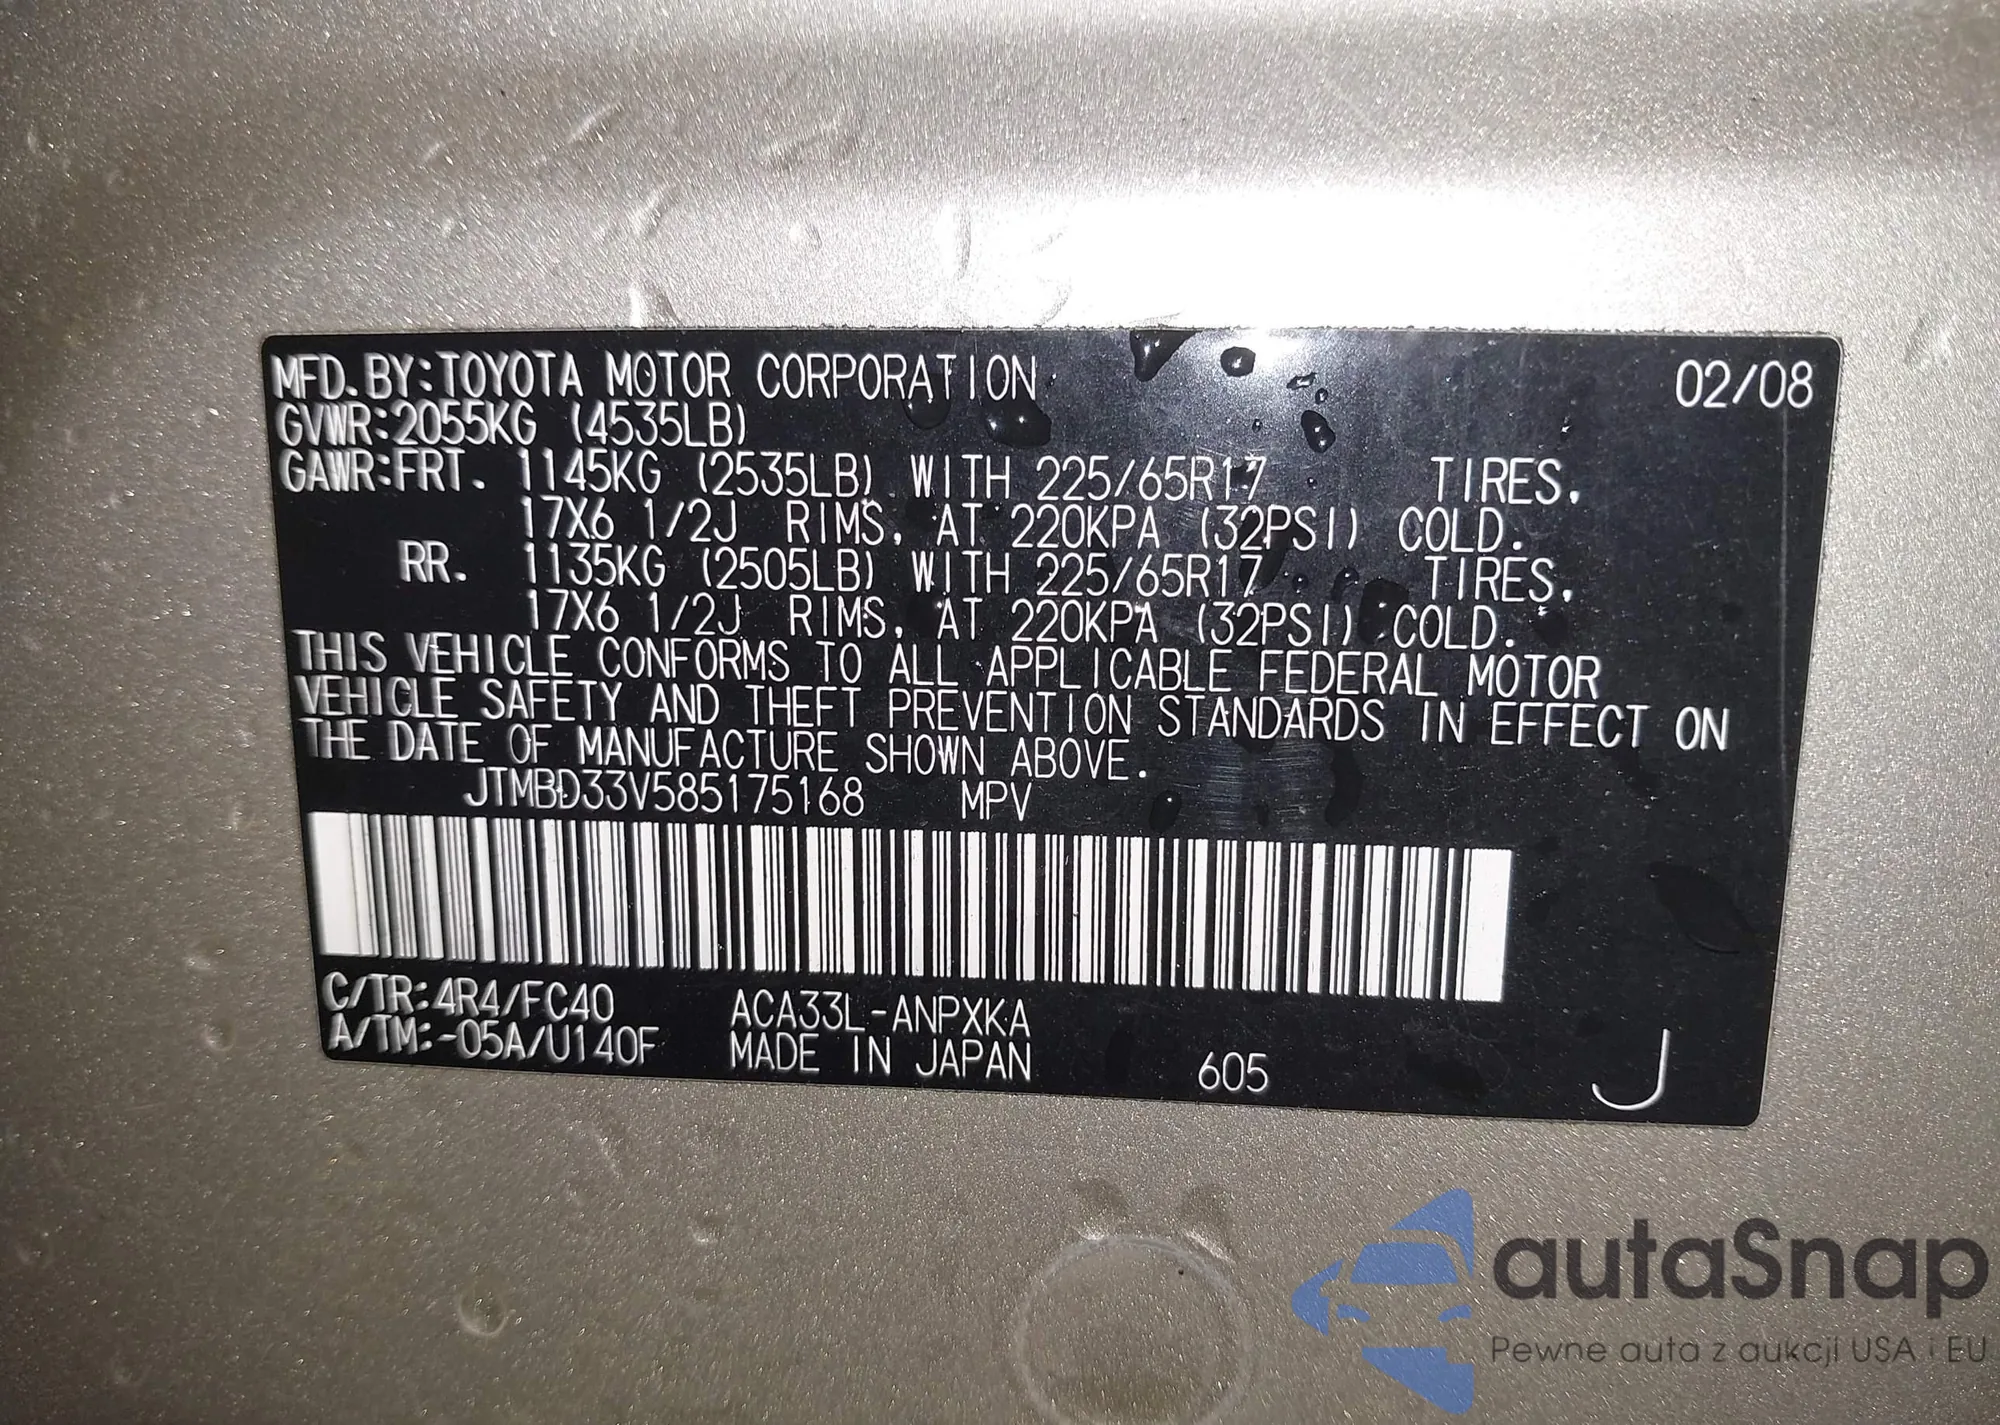 MFD. BY: TOYOTA MOTOR CORPORATION 02/08
GVWR: 2055KG (4535LB)
GAWR: FRT. 1145KG (2535LB) WITH 225/65R17 TIRES,
17X6 1/2J RIMS, AT 220KPA (32PSI) COLD.
RR. 1135KG (2505LB) WITH 225/65R17 TIRES,
17X6 1/2J RIMS, AT 220KPA (32PSI) COLD.
THIS VEHICLE CONFORMS TO ALL APPLICABLE FEDERAL MOTOR
VEHICLE SAFETY AND THEFT PREVENTION STANDARDS IN EFFECT ON
THE DATE OF MANUFACTURE SHOWN ABOVE.
JTMBD33V585175168 MPV
C/TR: 4R4/FC40 ACA33L-ANPXKA
A/TM: -05A/U140F MADE IN JAPAN 605 J
autaSnap
Pewne auta z aukcji USA i EU